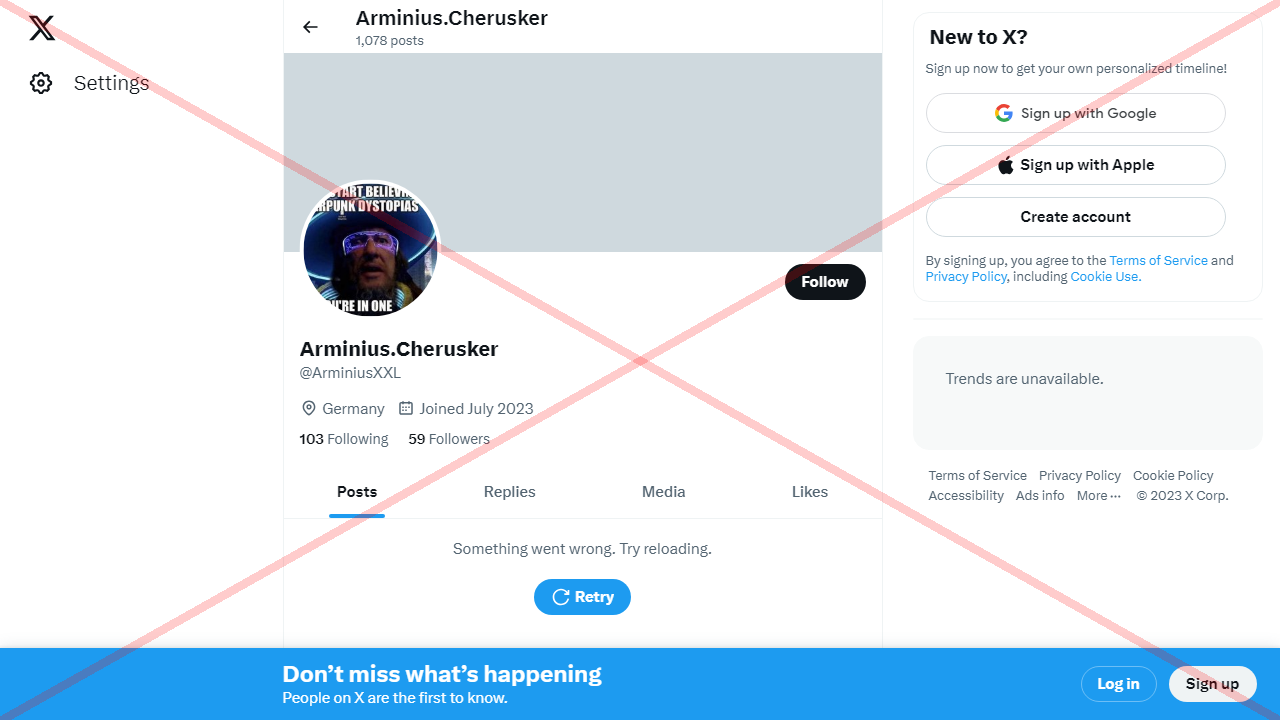 Settings
Arminius.Cherusker
1,078 posts
START BELIEVI
RPUNK DYSTOPIAS
U'RE IN ONE
Follow
Arminius.Cherusker
@ArminiusXXL
Germany Joined July 2023
103 Following 59 Followers
Posts Replies Media Likes
Something went wrong. Try reloading.
Retry
New to X?
Sign up now to get your own personalized timeline!
Sign up with Google
Sign up with Apple
Create account
By signing up, you agree to the Terms of Service and
Privacy Policy, including Cookie Use.
Trends are unavailable.
Terms of Service Privacy Policy Cookie Policy
Accessibility Ads info More ··· © 2023 X Corp.
Don’t miss what’s happening
People on X are the first to know.
Log in Sign up